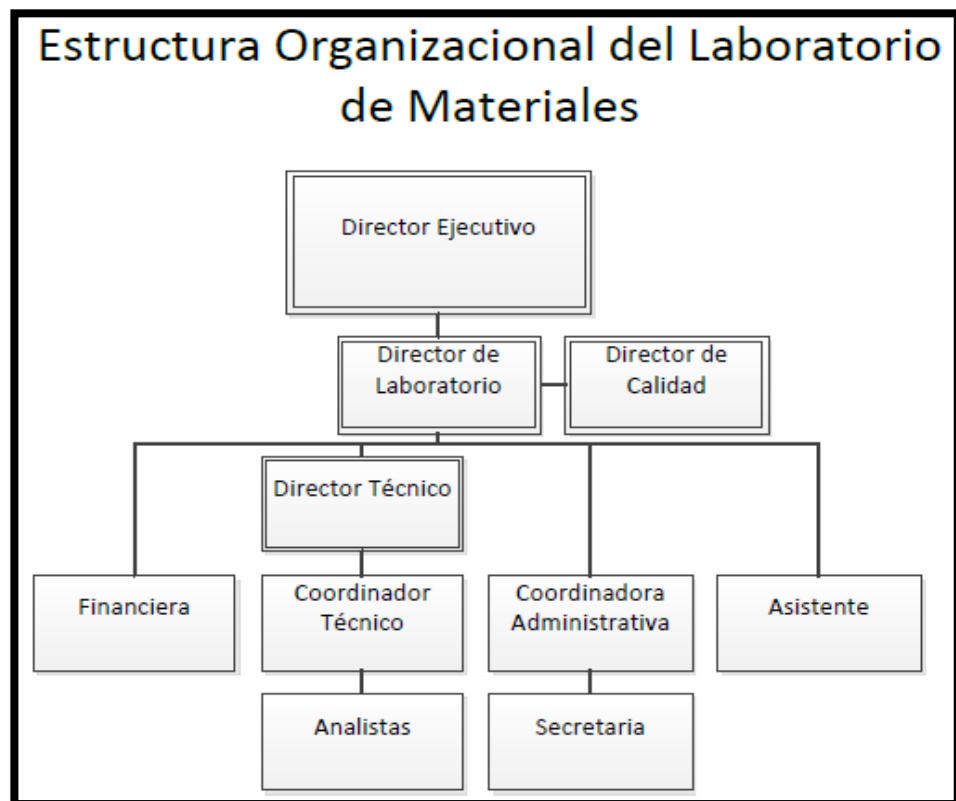 Estructura Organizacional del Laboratorio
de Materiales
Director Ejecutivo
Director de
Laboratorio
Director de
Calidad
Director Técnico
Financiera
Coordinador
Técnico
Coordinadora
Administrativa
Asistente
Analistas
Secretaria